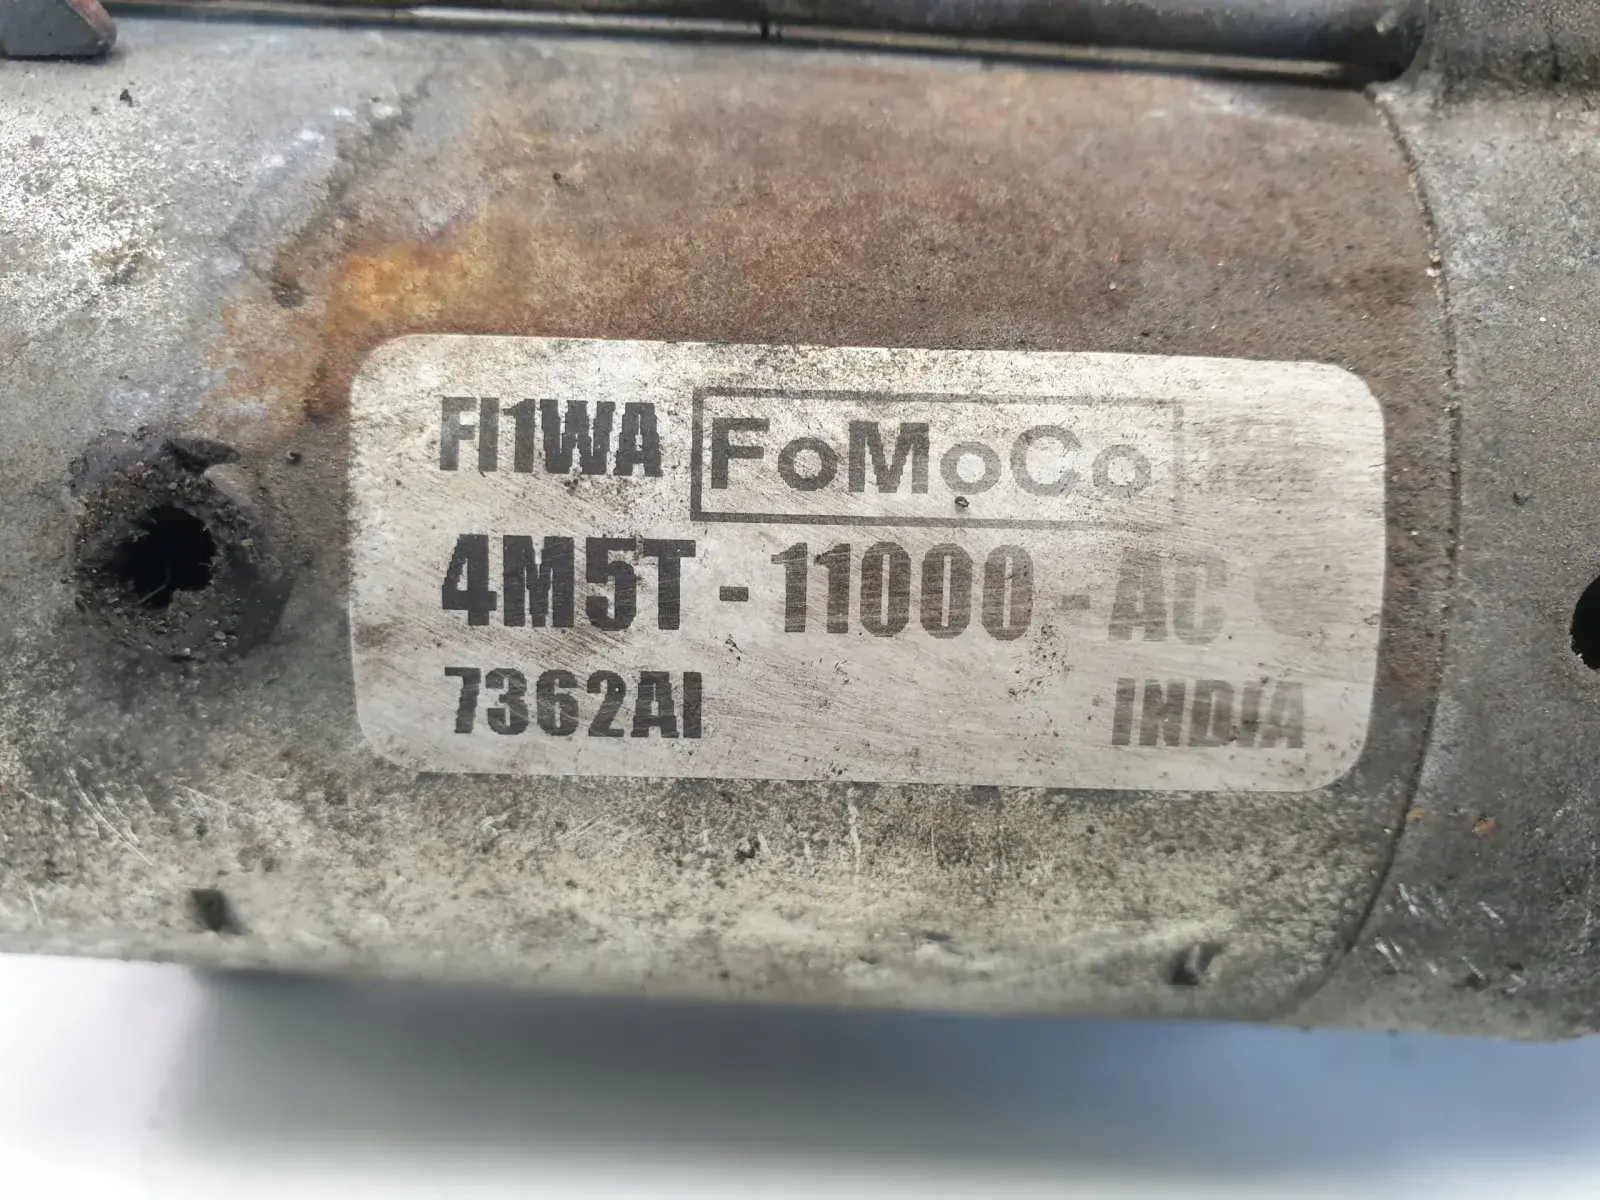 FI1WA FoMoCo
4M5T - 11000 - AC
7362AI INDIA